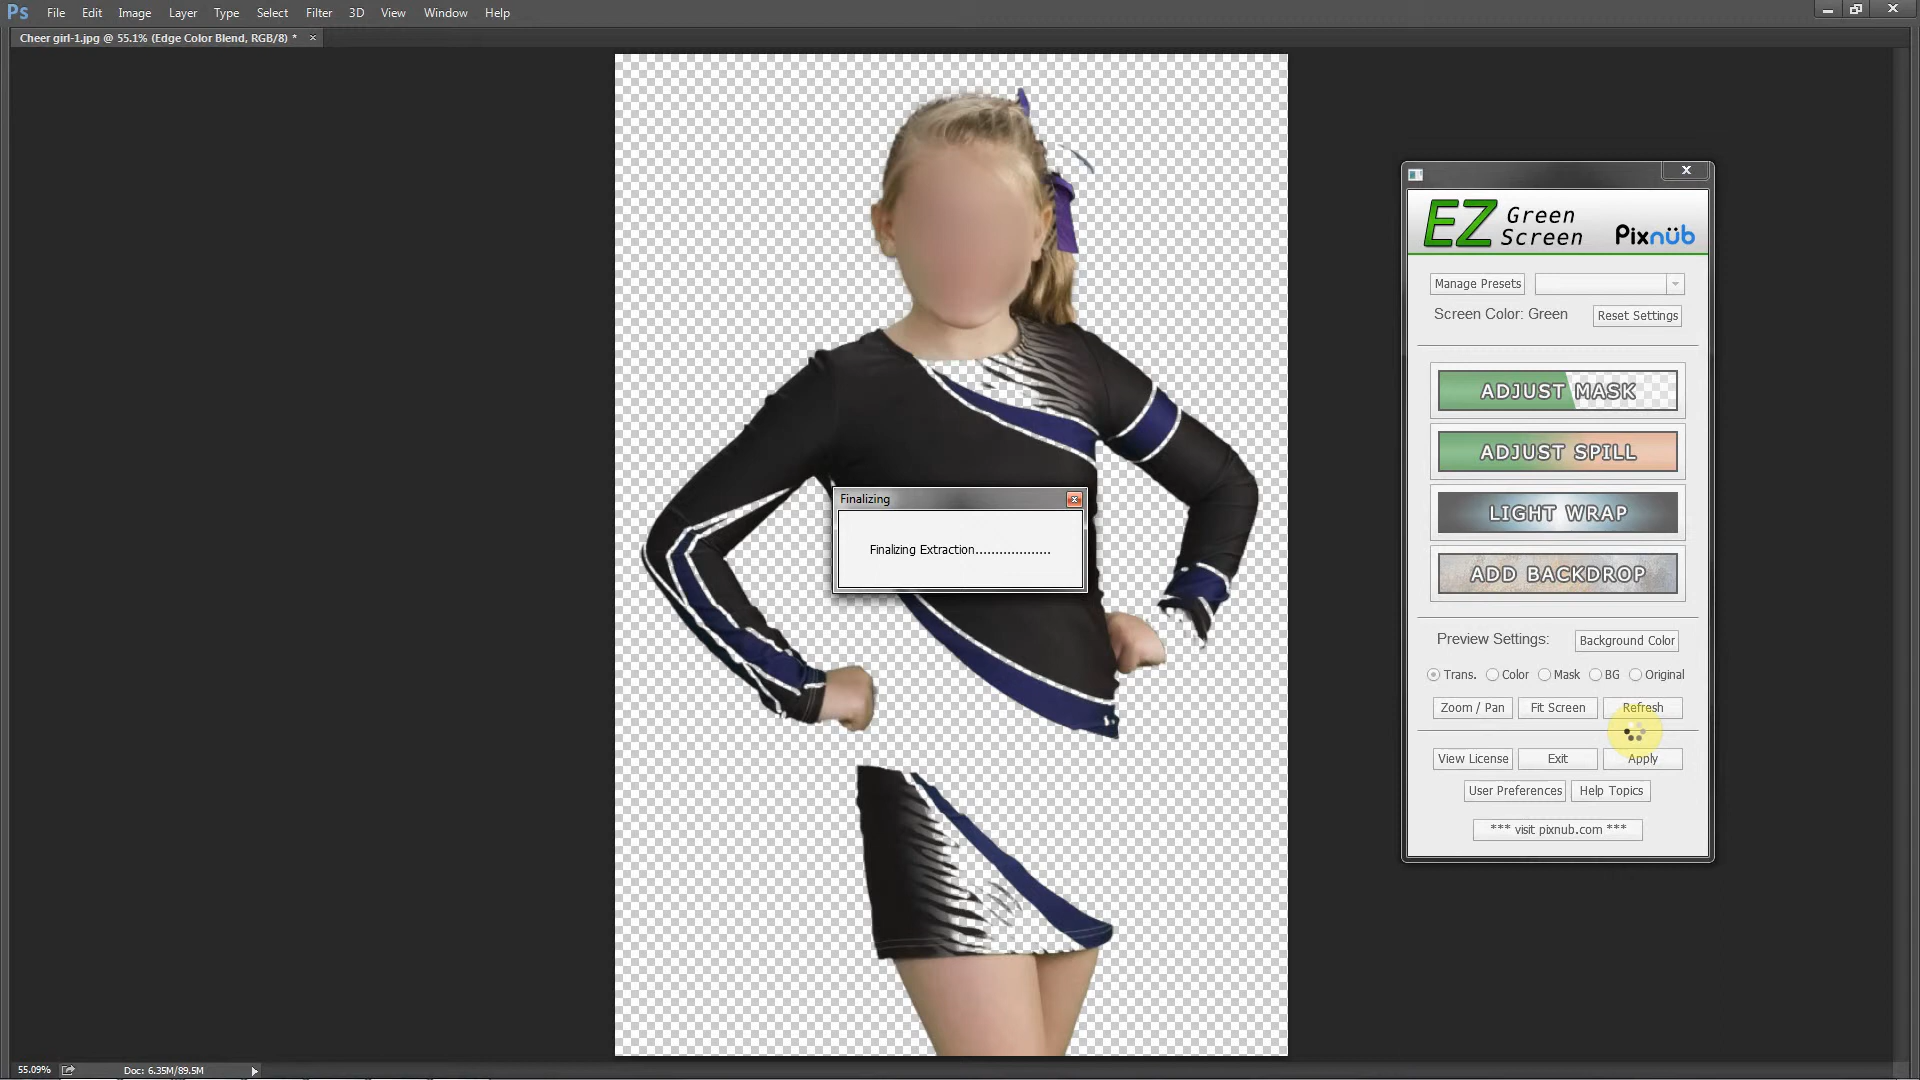 Ps File Edit Image Layer Type Select Filter 3D View Window Help
Cheer girl-1.jpg @ 55.1% (Edge Color Blend, RGB/8) *
EZ Green Screen Pixnüb
Manage Presets
Screen Color: Green Reset Settings
ADJUST MASK
ADJUST SPILL
LIGHT WRAP
ADD BACKDROP
Finalizing
Finalizing Extraction...................
Preview Settings: Background Color
Trans. Color Mask BG Original
Zoom / Pan Fit Screen Refresh
View License Exit Apply
User Preferences Help Topics
*** visit pixnub.com ***
55.09% Doc: 6.35M/89.5M